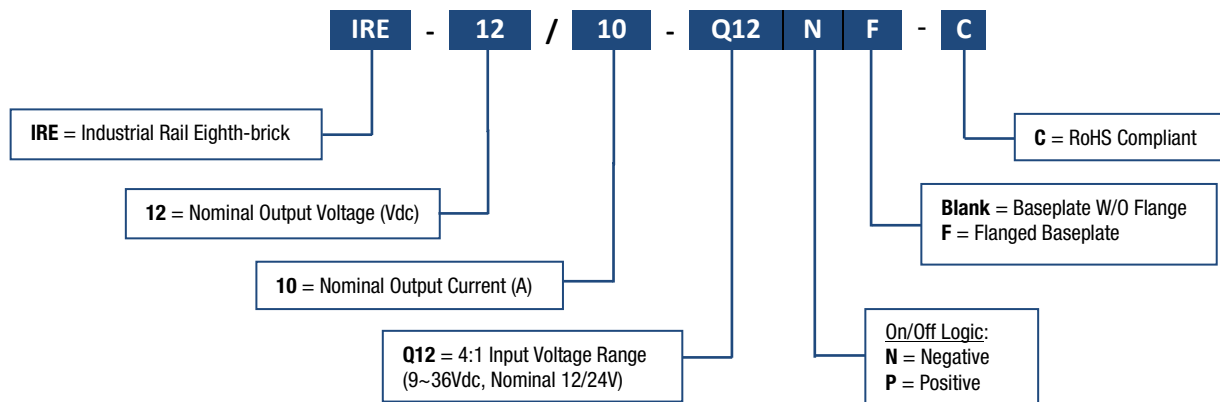 IRE - 12 / 10 - Q12 N F - C
IRE = Industrial Rail Eighth-brick
C = RoHS Compliant
12 = Nominal Output Voltage (Vdc)
Blank = Baseplate W/O Flange
F = Flanged Baseplate
10 = Nominal Output Current (A)
Q12 = 4:1 Input Voltage Range
(9~36Vdc, Nominal 12/24V)
On/Off Logic:
N = Negative
P = Positive